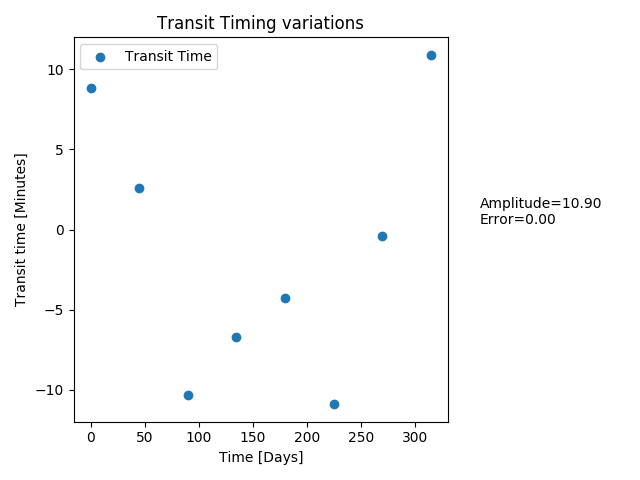 Transit Timing variations
Transit Time
10
5
0
−5
−10
Transit time [Minutes]
Amplitude=10.90
Error=0.00
0 50 100 150 200 250 300
Time [Days]